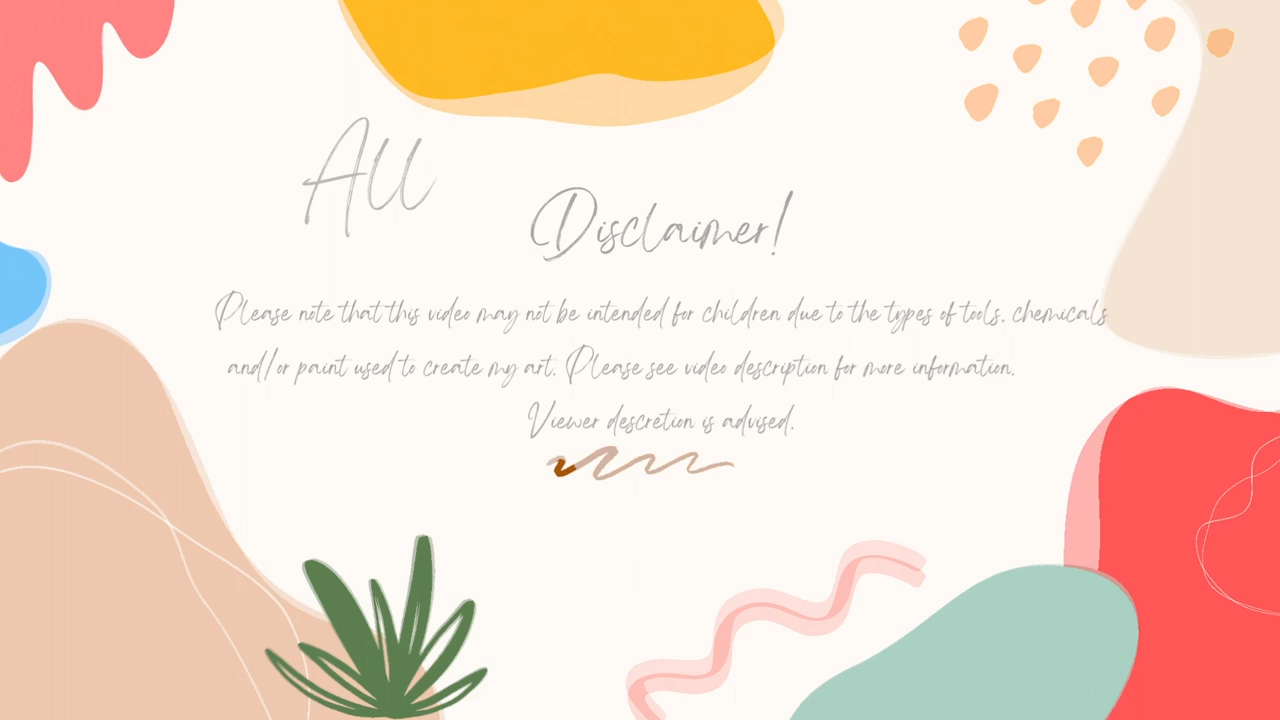 All
Disclaimer!
Please note that this video may not be intended for children due to the types of tools. chemicals
and/or paint used to create my art. Please see video description for more information.
Viewer descretion is advised.